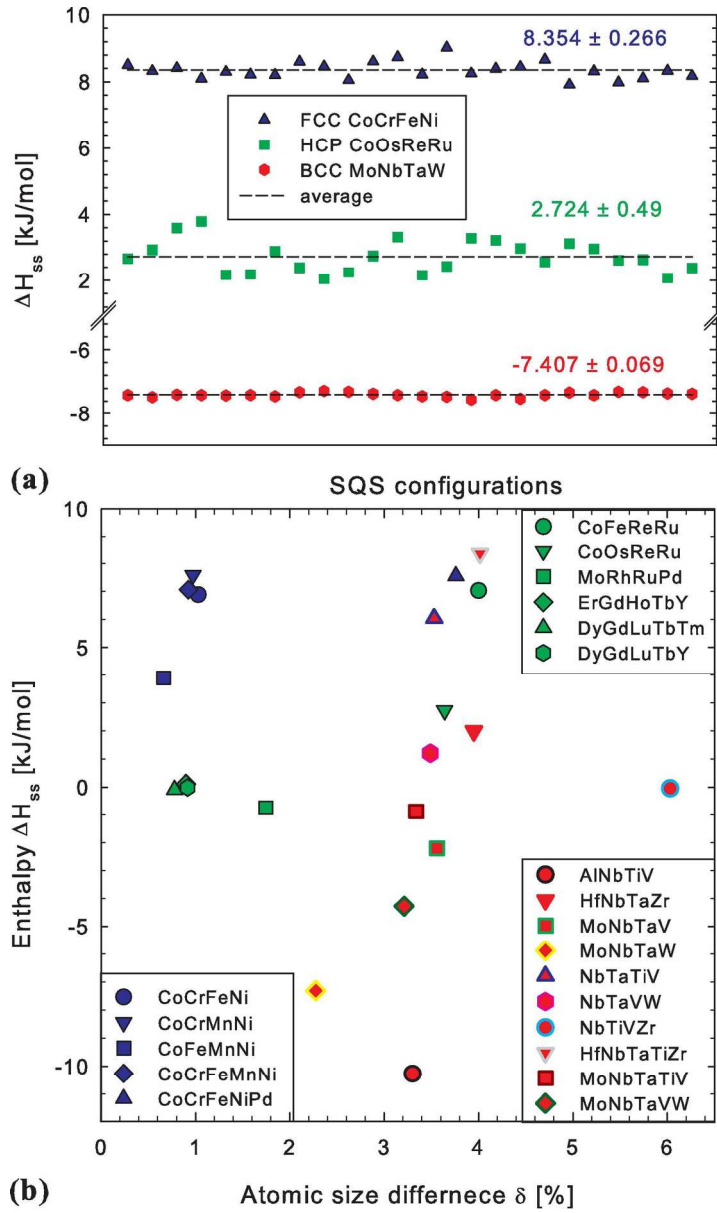 10
8
6
4
2
-6
-8
ΔHss [kJ/mol]
8.354 ± 0.266
FCC CoCrFeNi
HCP CoOsReRu
BCC MoNbTaW
average
2.724 ± 0.49
-7.407 ± 0.069
(a)
SQS configurations
10
5
0
-5
-10
Enthalpy ΔHss [kJ/mol]
CoFeReRu
CoOsReRu
MoRhRuPd
ErGdHoTbY
DyGdLuTbTm
DyGdLuTbY
AlNbTiV
HfNbTaZr
MoNbTaV
MoNbTaW
NbTaTiV
NbTaVW
NbTiVZr
HfNbTaTiZr
MoNbTaTiV
MoNbTaVW
CoCrFeNi
CoCrMnNi
CoFeMnNi
CoCrFeMnNi
CoCrFeNiPd
0 1 2 3 4 5 6
(b)
Atomic size differnece δ [%]